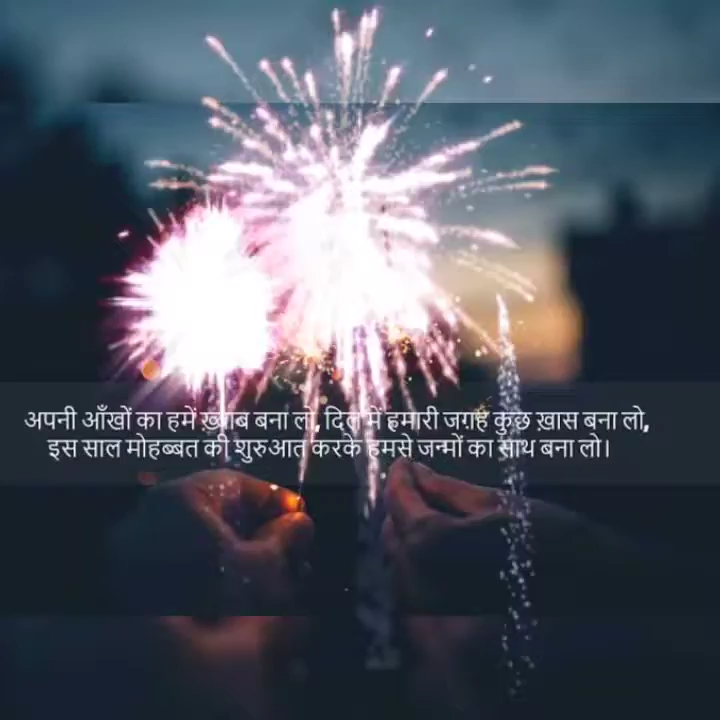 अपनी आँखों का हमें ख़्वाब बना लो, दिल में हमारी जगह कुछ ख़ास बना लो,
इस साल मोहब्बत की शुरुआत करके हमसे जन्मों का साथ बना लो।